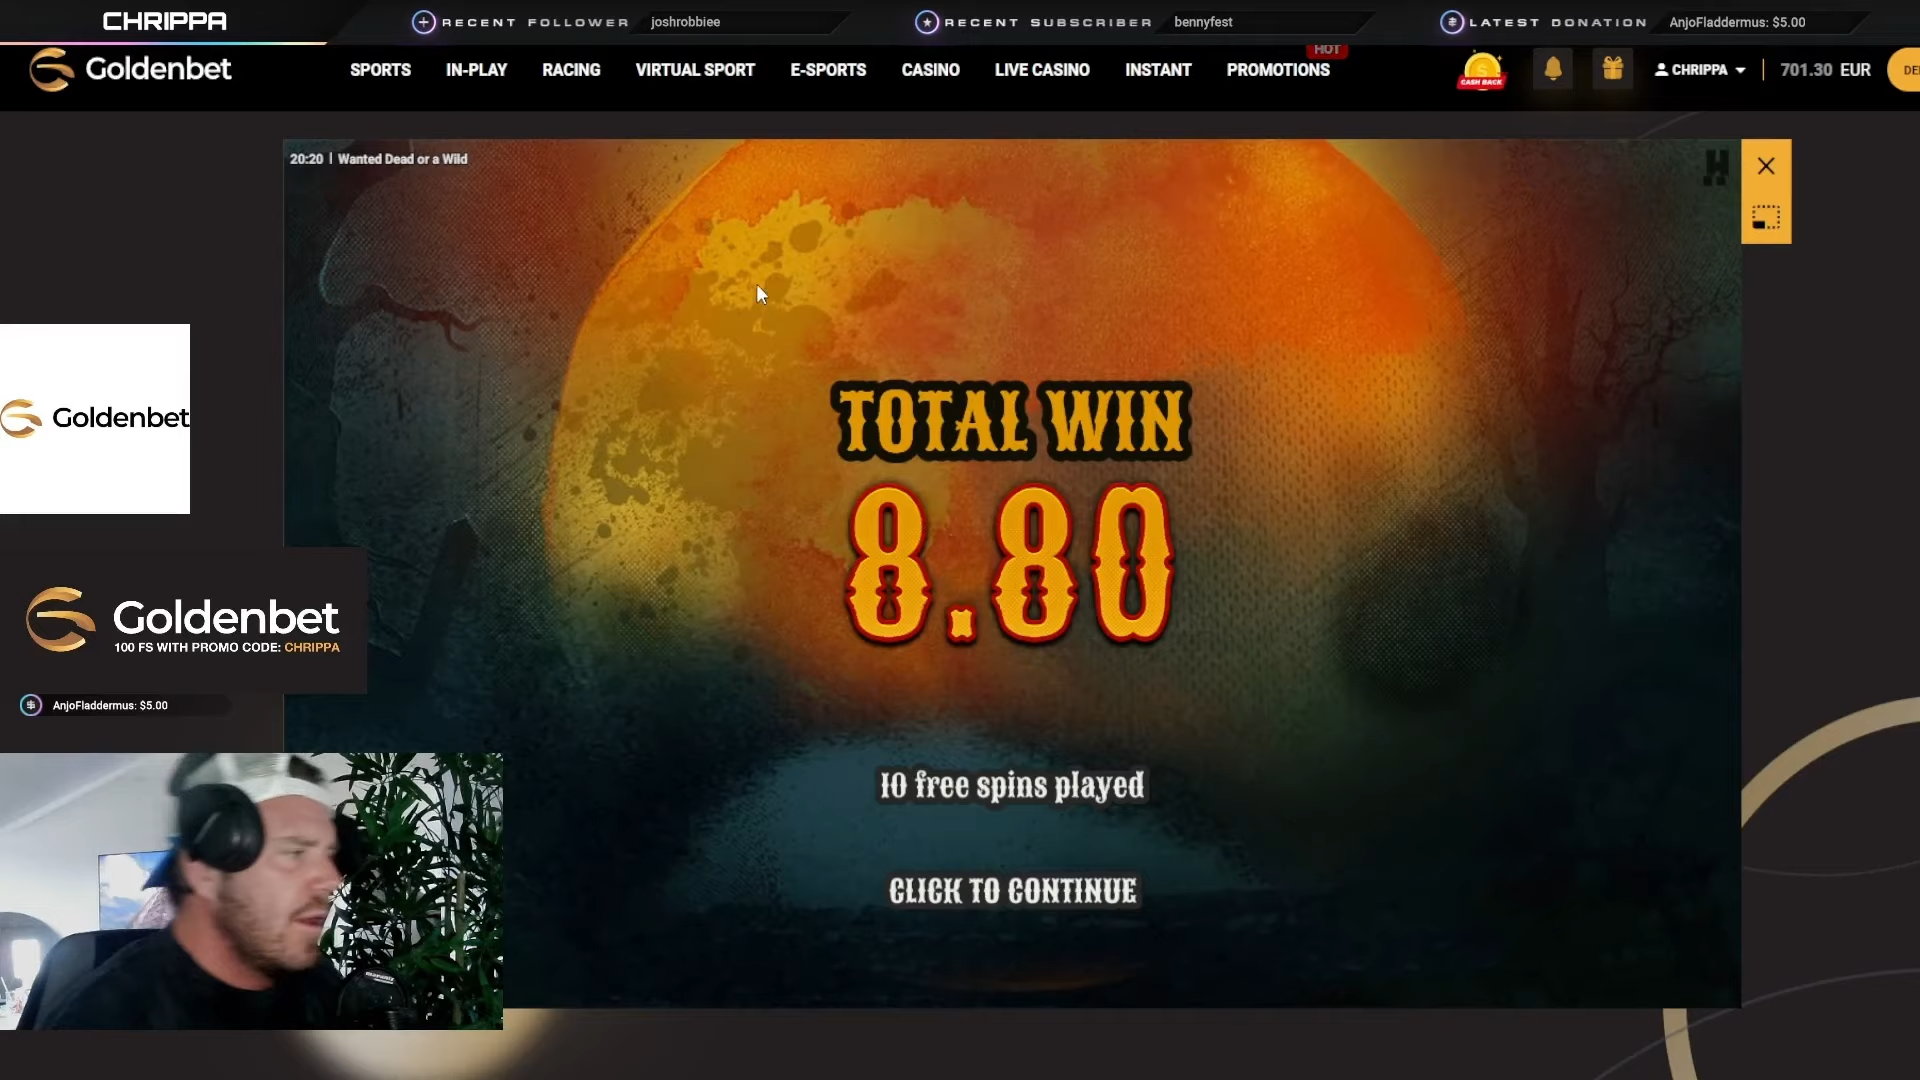 CHRIPPA
RECENT FOLLOWER joshrobbiee
RECENT SUBSCRIBER bennyfest
LATEST DONATION AnjoFladdermus: $5.00
Goldenbet
SPORTS IN-PLAY RACING VIRTUAL SPORT E-SPORTS CASINO LIVE CASINO INSTANT PROMOTIONS
HOT
CASH BACK
CHRIPPA 701.30 EUR
20:20 | Wanted Dead or a Wild
TOTAL WIN
8.80
10 free spins played
CLICK TO CONTINUE
Goldenbet
Goldenbet
100 FS WITH PROMO CODE: CHRIPPA
AnjoFladdermus: $5.00